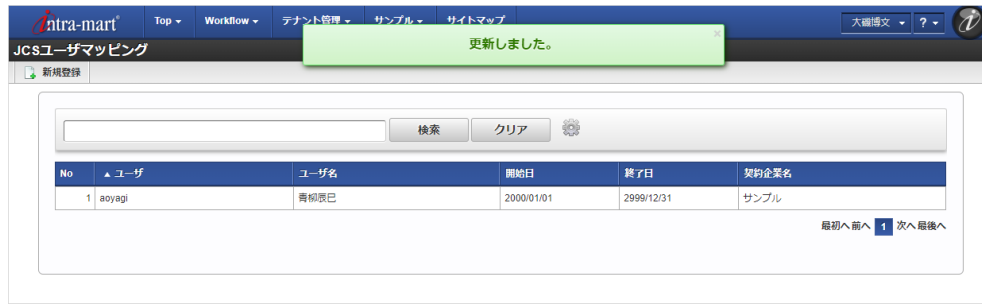 intra-mart Top Workflow テナント管理 サンプル サイトマップ 大磯博文 ?
更新しました。 ×
JCSユーザマッピング
新規登録
検索 クリア
No ▲ ユーザ ユーザ名 開始日 終了日 契約企業名
1 aoyagi 青柳辰巳 2000/01/01 2999/12/31 サンプル
最初へ 前へ 1 次へ 最後へ